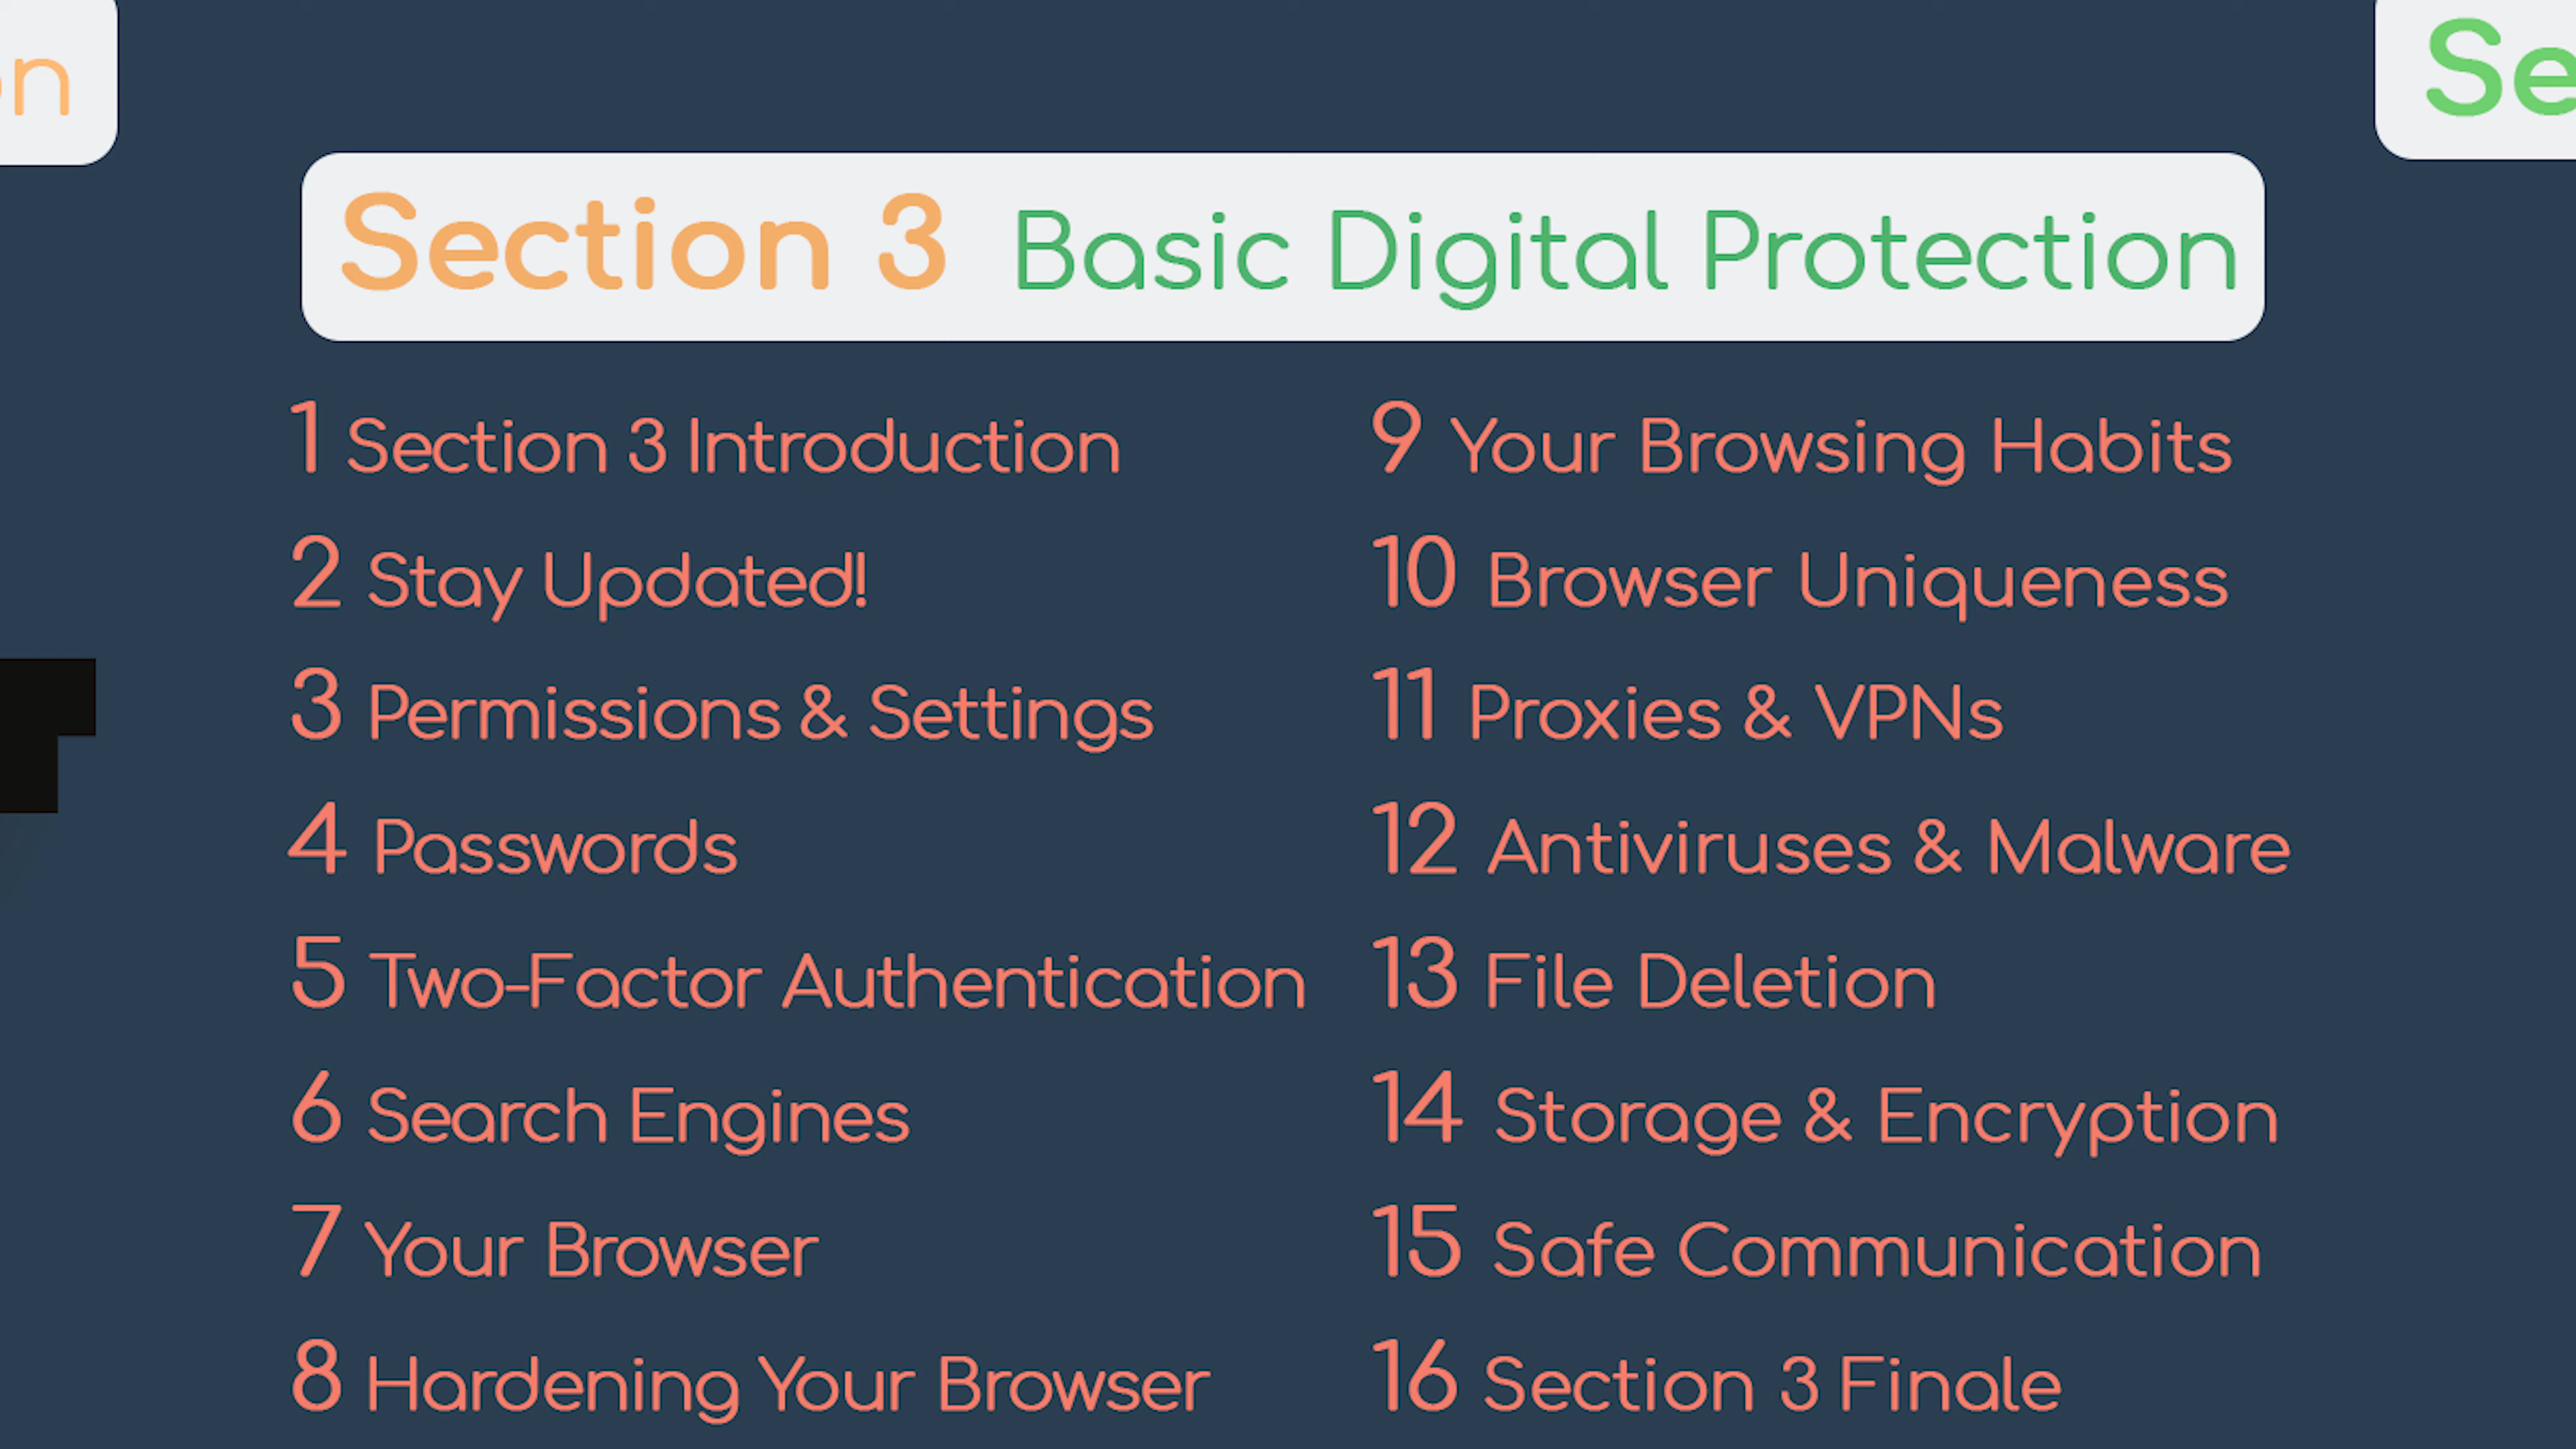 Section 3 Basic Digital Protection
1 Section 3 Introduction
2 Stay Updated!
3 Permissions & Settings
4 Passwords
5 Two-Factor Authentication
6 Search Engines
7 Your Browser
8 Hardening Your Browser
9 Your Browsing Habits
10 Browser Uniqueness
11 Proxies & VPNs
12 Antiviruses & Malware
13 File Deletion
14 Storage & Encryption
15 Safe Communication
16 Section 3 Finale